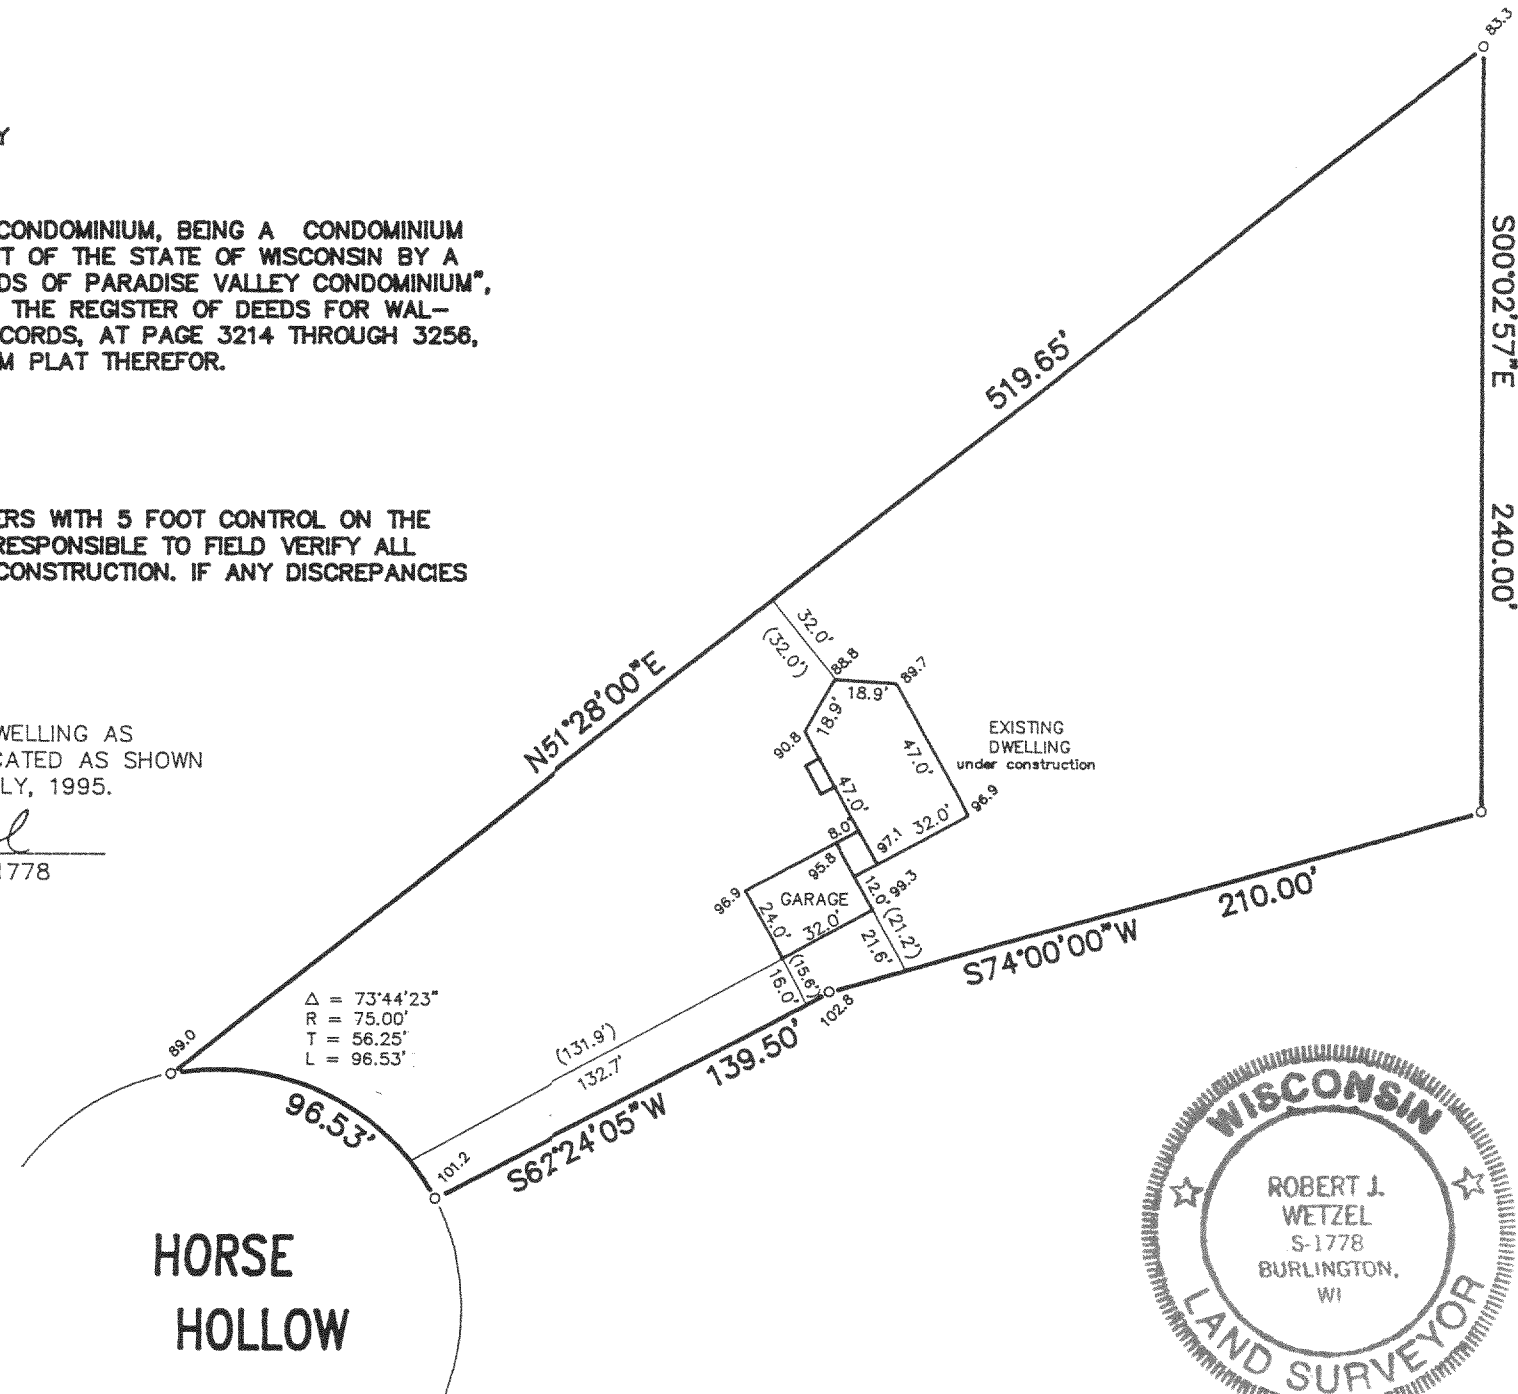 Y
CONDOMINIUM, BEING A CONDOMINIUM
T OF THE STATE OF WISCONSIN BY A
DS OF PARADISE VALLEY CONDOMINIUM",
THE REGISTER OF DEEDS FOR WAL-
CORDS, AT PAGE 3214 THROUGH 3256,
M PLAT THEREFOR.
ERS WITH 5 FOOT CONTROL ON THE
RESPONSIBLE TO FIELD VERIFY ALL
CONSTRUCTION. IF ANY DISCREPANCIES
WELLING AS
CATED AS SHOWN
LY, 1995.
1778
83.3
S00°02'57"E
240.00'
519.65'
N51°28'00"E
32.0'
(32.0')
88.8
89.7
18.9'
18.9'
90.8
47.0'
47.0'
EXISTING
DWELLING
under construction
96.9
32.0'
97.1
8.0'
95.8
96.9
GARAGE
24.0'
32.0'
12.0'
99.3
(21.2')
21.6'
(15.6')
16.0'
102.8
S74°00'00"W
210.00'
139.50'
S62°24'05"W
(131.9')
132.7'
89.0
Δ = 73°44'23"
R = 75.00'
T = 56.25'
L = 96.53'
96.53'
101.2
HORSE
HOLLOW
WISCONSIN
ROBERT J.
WETZEL
S-1778
BURLINGTON,
WI
LAND SURVEYOR